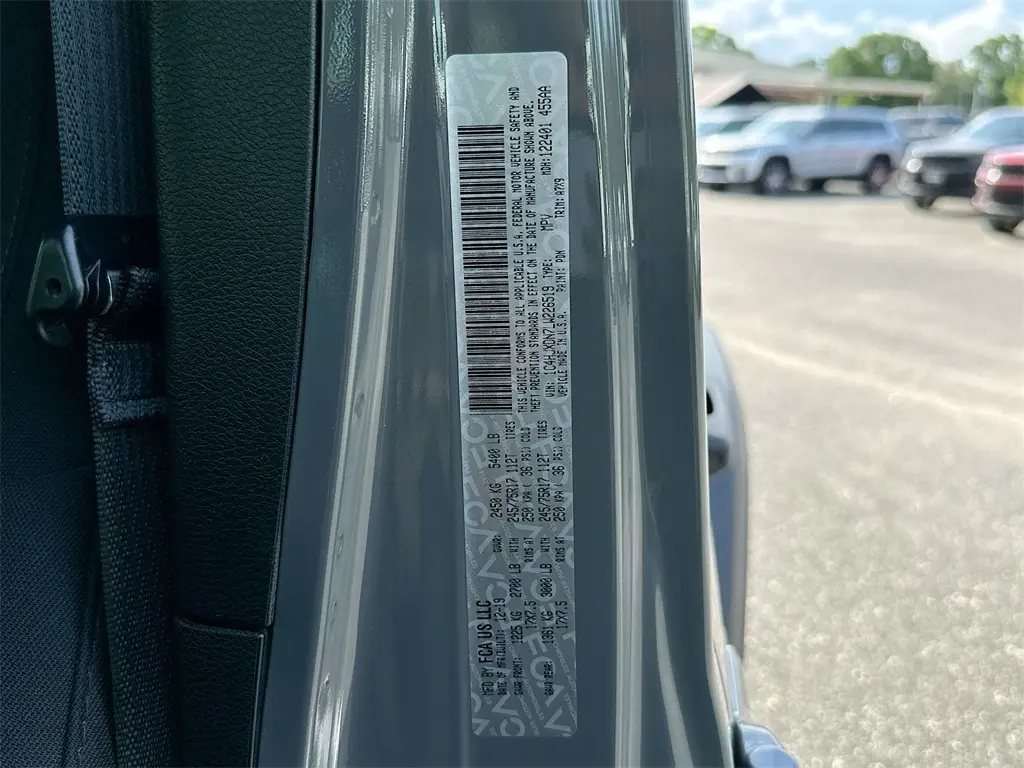 MFD BY FCA US LLC
DATE OF MFR(BUILT): 12-19 GVWR: 2450 KG 5400 LB
GAWR FRONT: 1225 KG 2700 LB WITH 245/75R17 112T TIRES
17X7.5 RIMS AT 250 KPA( 36 PSI) COLD
GAWR REAR: 1361 KG 3000 LB WITH 245/75R17 112T TIRES
17X7.5 RIMS AT 250 KPA( 36 PSI) COLD
THIS VEHICLE CONFORMS TO ALL APPLICABLE U.S.A. FEDERAL MOTOR VEHICLE SAFETY AND
THEFT PREVENTION STANDARDS IN EFFECT ON THE DATE OF MANUFACTURE SHOWN ABOVE.
VIN: 1C4HJXDN7LW226519 TYPE: MPV MDH: 122401 455AA
VEHICLE MADE IN U.S.A. PAINT: PDN TRIM: A7X9